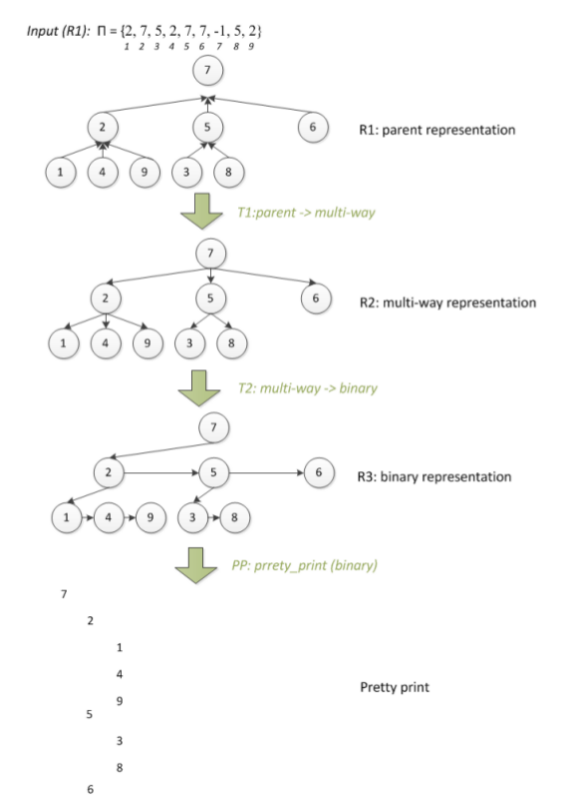 Input (R1): Π = {2, 7, 5, 2, 7, 7, -1, 5, 2}
1 2 3 4 5 6 7 8 9
7
2 5 6 R1: parent representation
1 4 9 3 8
T1:parent -> multi-way
7
2 5 6 R2: multi-way representation
1 4 9 3 8
T2: multi-way -> binary
7
2 5 6 R3: binary representation
1 4 9 3 8
PP: prrety_print (binary)
7
2
1
4
Pretty print
9
5
3
8
6